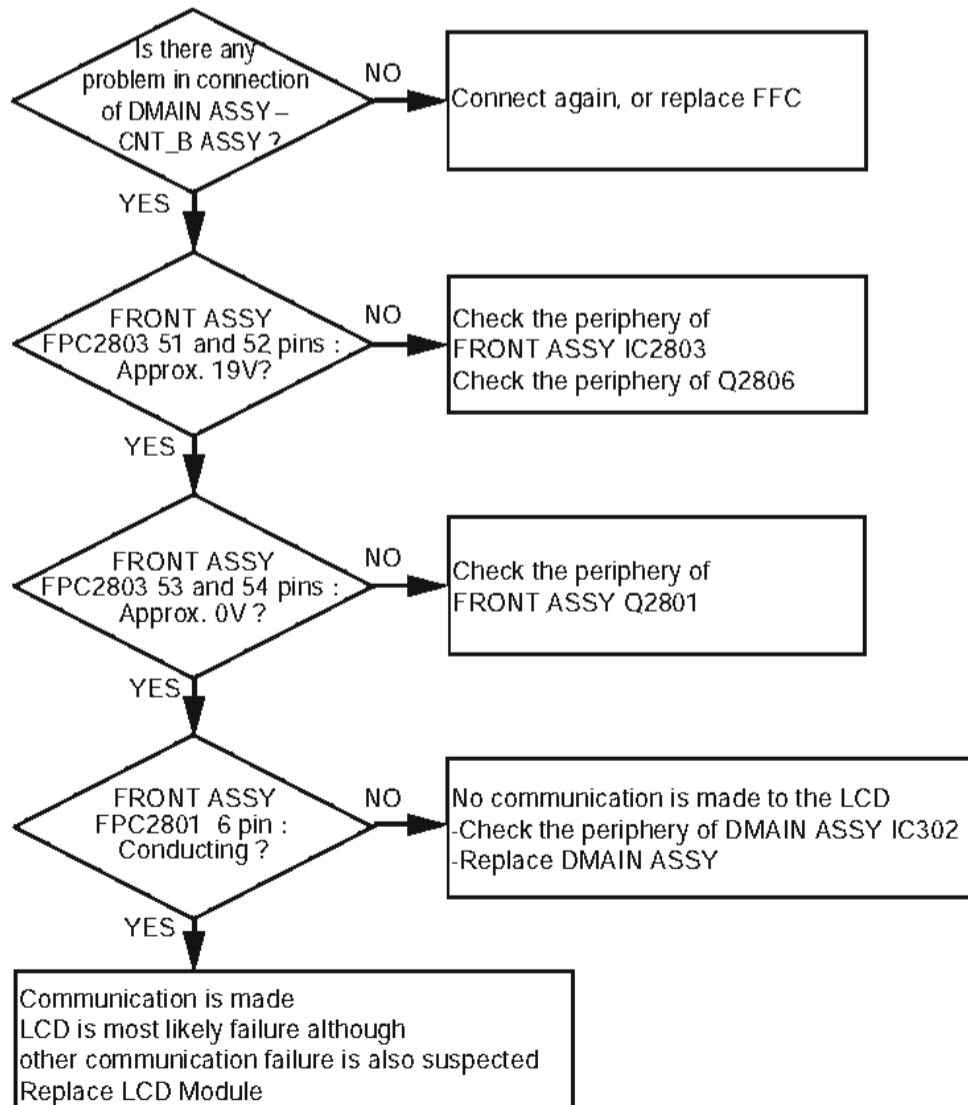 Is there any
problem in connection
of DMAIN ASSY –
CNT_B ASSY ?
NO
Connect again, or replace FFC
YES
FRONT ASSY
FPC2803 51 and 52 pins :
Approx. 19V?
NO
Check the periphery of
FRONT ASSY IC2803
Check the periphery of Q2806
YES
FRONT ASSY
FPC2803 53 and 54 pins :
Approx. 0V ?
NO
Check the periphery of
FRONT ASSY Q2801
YES
FRONT ASSY
FPC2801 6 pin :
Conducting ?
NO
No communication is made to the LCD
-Check the periphery of DMAIN ASSY IC302
-Replace DMAIN ASSY
YES
Communication is made
LCD is most likely failure although
other communication failure is also suspected
Replace LCD Module